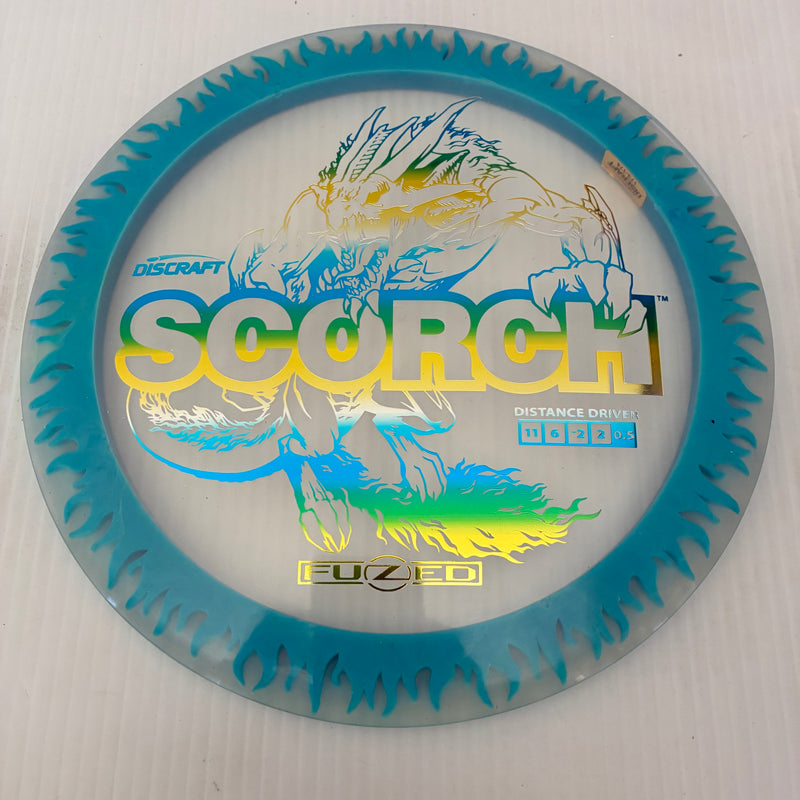 DISCRAFT
SCORCH™
DISTANCE DRIVER
11 6 -2 2 0.5
FUZED